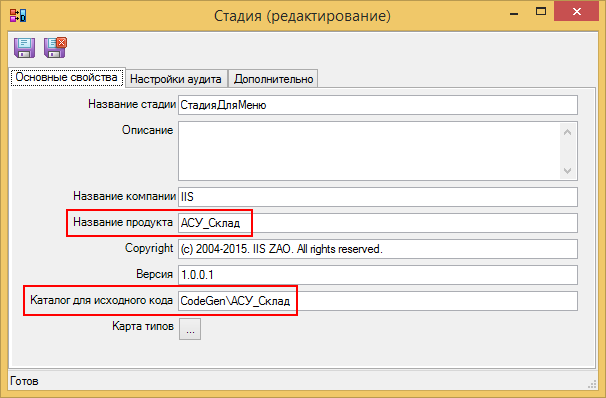 Стадия (редактирование)
Основные свойства Настройки аудита Дополнительно
Название стадии СтадияДляМеню
Описание
Название компании IIS
Название продукта АСУ_Склад
Copyright (c) 2004-2015. IIS ZAO. All rights reserved.
Версия 1.0.0.1
Каталог для исходного кода CodeGen\АСУ_Склад
Карта типов ...
Готов